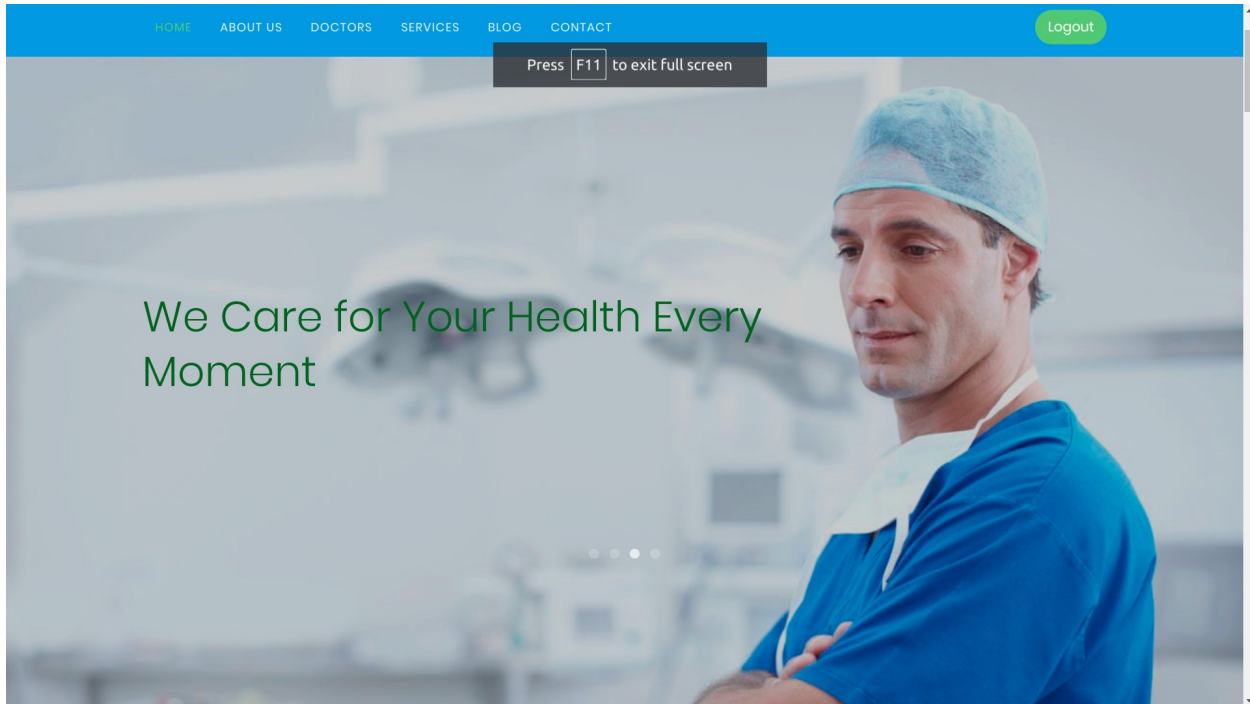 HOME ABOUT US DOCTORS SERVICES BLOG CONTACT Logout
Press F11 to exit full screen
We Care for Your Health Every
Moment